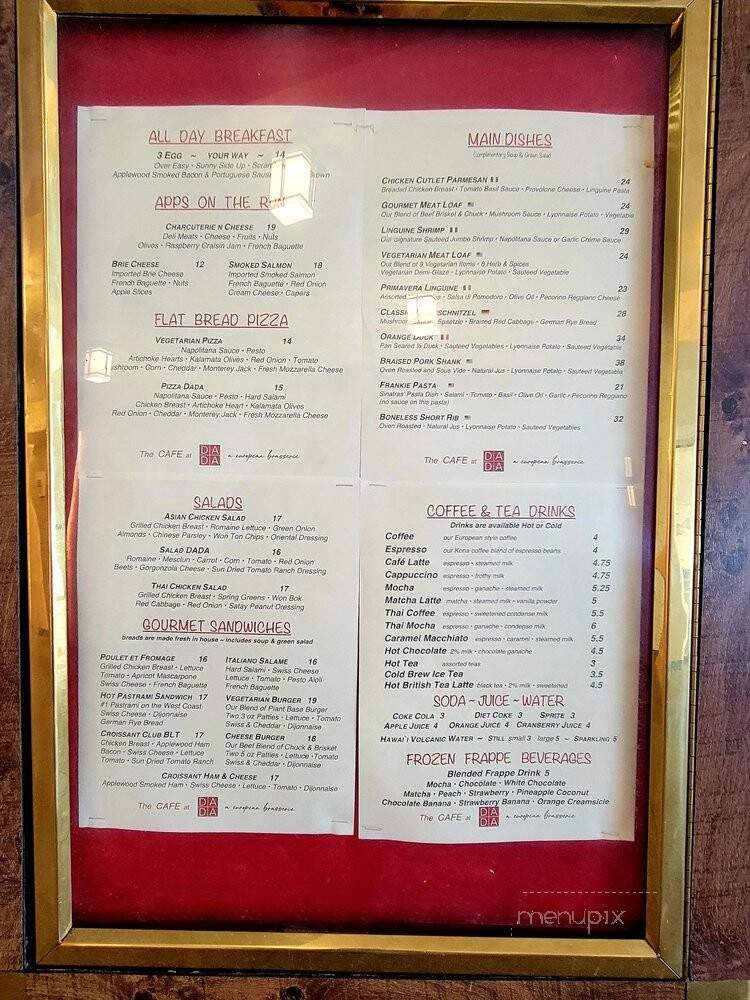 ALL DAY BREAKFAST
3 EGG ~ YOUR WAY ~ 14
Over Easy • Sunny Side Up •
Applewood Smoked Bacon & Portuguese
APPS ON THE RUN
CHARCUTERIE N CHEESE 19
Deli Meats • Cheese • Fruits • Nuts
Olives • Raspberry Craisin Jam • French Baguette
BRIE CHEESE 12
Imported Brie Cheese
French Baguette • Nuts
Apple Slices
SMOKED SALMON 18
Imported Smoked Salmon
French Baguette • Red Onion
Cream Cheese • Capers
FLAT BREAD PIZZA
VEGETARIAN PIZZA 14
Napolitana Sauce • Pesto
Artichoke Hearts • Kalamata Olives • Red Onion • Tomato
Corn • Cheddar • Monterey Jack • Fresh Mozzarella Cheese
PIZZA DADA 15
Napolitana Sauce • Pesto • Hard Salami
Chicken Breast • Artichoke Heart • Kalamata Olives
Red Onion • Cheddar • Monterey Jack • Fresh Mozzarella Cheese
The CAFE at DADA a european brasserie
MAIN DISHES
Complimentary Soup & Green Salad
CHICKEN CUTLET PARMESAN 24
Breaded Chicken Breast • Tomato Basil Sauce • Provolone Cheese • Linguine Pasta
GOURMET MEAT LOAF 24
Our Blend of Beef Brisket & Chuck • Mushroom Sauce • Lyonnaise Potato • Vegetable
LINGUINE SHRIMP 29
Our signature Sauteed Jumbo Shrimp • Napolitana Sauce or Garlic Crème Sauce
VEGETARIAN MEAT LOAF 24
Our Blend of 9 Vegetarian Items • 8 Herb & Spices
Vegetarian Demi-Glaze • Lyonnaise Potato • Sauteed Vegetable
PRIMAVERA LINGUINE 23
Assorted • Salsa di Pomodoro • Olive Oil • Pecorino Reggiano Cheese
CLASSIC 28
Spaetzle • Braised Red Cabbage • German Rye Bread
ORANGE DUCK 34
Pan Seared ½ Duck • Sauteed Vegetables • Lyonnaise Potato • Sauteed Vegetable
BRAISED PORK SHANK 38
Oven Roasted and Sous Vide • Natural Jus • Lyonnaise Potato • Sauteed Vegetable
FRANKIE PASTA 21
Sinatras' Pasta Dish • Salami • Tomato • Basil • Olive Oil • Garlic • Pecorino Reggiano
(no sauce on this pasta)
BONELESS SHORT RIB 32
Oven Roasted • Natural Jus • Lyonnaise Potato • Sauteed Vegetables
The CAFE at DADA a european brasserie
SALADS
ASIAN CHICKEN SALAD 17
Grilled Chicken Breast • Romaine Lettuce • Green Onion
Almonds • Chinese Parsley • Won Ton Chips • Oriental Dressing
SALAD DADA 16
Romaine • Mesclun • Carrot • Corn • Tomato • Red Onion
Beets • Gorgonzola Cheese • Sun Dried Tomato Ranch Dressing
THAI CHICKEN SALAD 17
Grilled Chicken Breast • Spring Greens • Won Bok
Red Cabbage • Red Onion • Satay Peanut Dressing
GOURMET SANDWICHES
breads are made fresh in house ~ includes soup & green salad
POULET ET FROMAGE 16
Grilled Chicken Breast • Lettuce
Tomato • Apricot Mascarpone
Swiss Cheese • French Baguette
ITALIANO SALAME 16
Hard Salami • Swiss Cheese
Lettuce • Tomato • Pesto Aioli
French Baguette
HOT PASTRAMI SANDWICH 17
#1 Pastrami on the West Coast
Swiss Cheese • Dijonnaise
German Rye Bread
VEGETARIAN BURGER 19
Our Blend of Plant Base Burger
Two 3 oz Patties • Lettuce • Tomato
Swiss & Cheddar • Dijonnaise
CROISSANT CLUB BLT 17
Chicken Breast • Applewood Ham
Bacon • Swiss Cheese • Lettuce
Tomato • Sun Dried Tomato Ranch
CHEESE BURGER 18
Our Beef Blend of Chuck & Brisket
Two 5 oz Patties • Lettuce • Tomato
Swiss & Cheddar • Dijonnaise
CROISSANT HAM & CHEESE 17
Applewood Smoked Ham • Swiss Cheese • Lettuce • Tomato • Dijonnaise
The CAFE at DADA a european brasserie
COFFEE & TEA DRINKS
Drinks are available Hot or Cold
Coffee our European style coffee 4
Espresso our Kona coffee blend of espresso beans 4
Café Latte espresso • steamed milk 4.75
Cappuccino espresso • frothy milk 4.75
Mocha espresso • ganache • steamed milk 5.25
Matcha Latte matcha • steamed milk • vanilla powder 5
Thai Coffee espresso • sweetened condense milk 5.5
Thai Mocha espresso • ganache • condense milk 6
Caramel Macchiato espresso • caramel • steamed milk 5.5
Hot Chocolate 2% milk • chocolate ganache 4.5
Hot Tea assorted teas 3
Cold Brew Ice Tea 3.5
Hot British Tea Latte black tea • 2% milk • sweetened 4.5
SODA ~ JUICE ~ WATER
COKE COLA 3 DIET COKE 3 SPRITE 3
APPLE JUICE 4 ORANGE JUICE 4 CRANBERRY JUICE 4
HAWAI'I VOLCANIC WATER ~ STILL small 3 large 5 ~ SPARKLING 5
FROZEN FRAPPE BEVERAGES
Blended Frappe Drink 5
Mocha • Chocolate • White Chocolate
Matcha • Peach • Strawberry • Pineapple Coconut
Chocolate Banana • Strawberry Banana • Orange Creamsicle
The CAFE at DADA a european brasserie
menupix